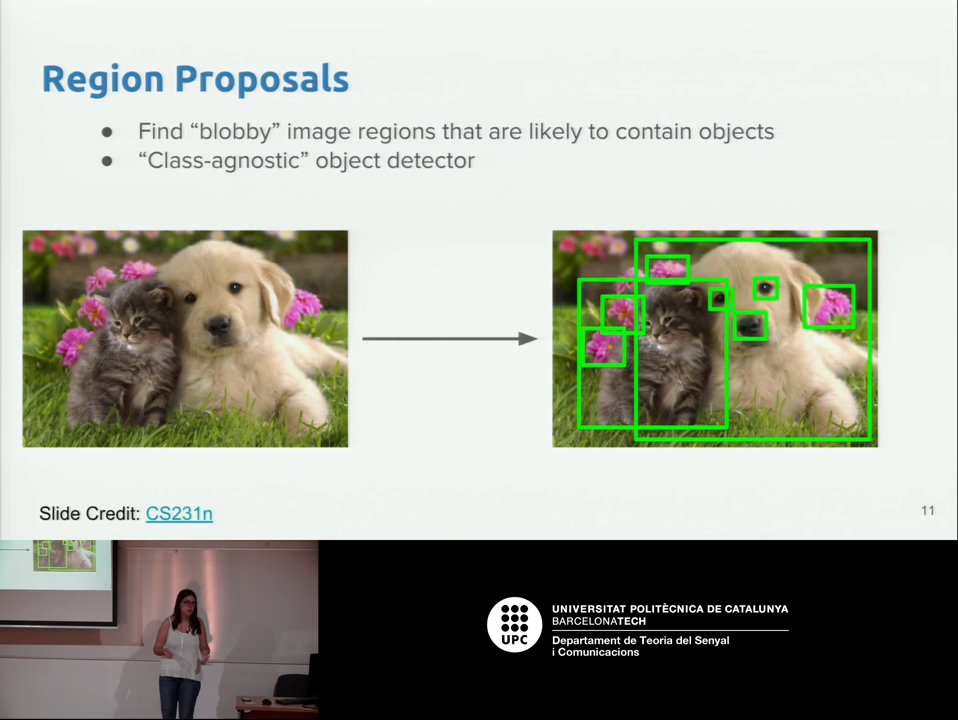 Region Proposals
● Find “blobby” image regions that are likely to contain objects
● “Class-agnostic” object detector
Slide Credit: CS231n
11
UPC
UNIVERSITAT POLITÈCNICA DE CATALUNYA
BARCELONATECH
Departament de Teoria del Senyal
i Comunicacions